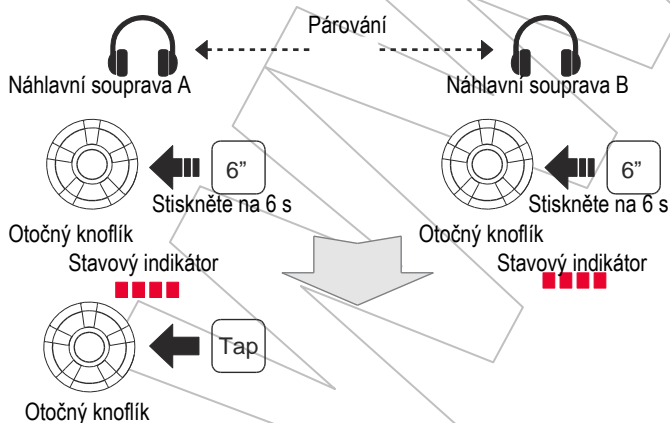 Párování
Náhlavní souprava A
Náhlavní souprava B
6”
6”
Stiskněte na 6 s
Stiskněte na 6 s
Otočný knoflík
Otočný knoflík
Stavový indikátor
Stavový indikátor
Tap
Otočný knoflík